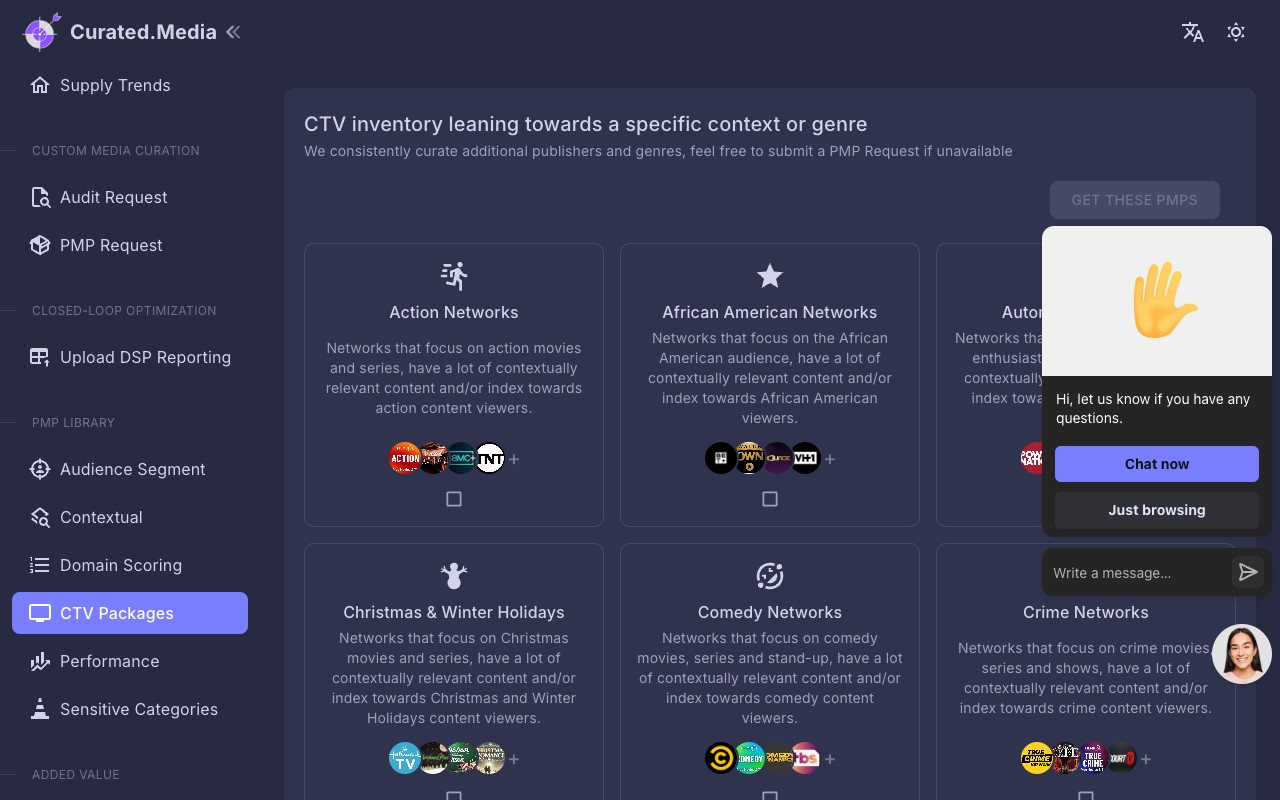 Curated.Media
Supply Trends
CUSTOM MEDIA CURATION
Audit Request
PMP Request
CLOSED-LOOP OPTIMIZATION
Upload DSP Reporting
PMP LIBRARY
Audience Segment
Contextual
Domain Scoring
CTV Packages
Performance
Sensitive Categories
ADDED VALUE
CTV inventory leaning towards a specific context or genre
We consistently curate additional publishers and genres, feel free to submit a PMP Request if unavailable
GET THESE PMPS
Action Networks
Networks that focus on action movies
and series, have a lot of contextually
relevant content and/or index towards
action content viewers.
ACTION
AMC+
TNT
+
African American Networks
Networks that focus on the African
American audience, have a lot of
contextually relevant content and/or
index towards African American
viewers.
OWN
VH1
+
Networks tha
enthusiast
contextually
index towa
Hi, let us know if you have any
questions.
Chat now
Just browsing
Write a message...
Christmas & Winter Holidays
Networks that focus on Christmas
movies and series, have a lot of
contextually relevant content and/or
index towards Christmas and Winter
Holidays content viewers.
TV
+
Comedy Networks
Networks that focus on comedy
movies, series and stand-up, have a lot
of contextually relevant content and/or
index towards comedy content
viewers.
COMEDY
tbs
+
Crime Networks
Networks that focus on crime movies,
series and shows, have a lot of
contextually relevant content and/or
index towards crime content viewers.
TRUE
CRIME
TRUE
CRIME
+